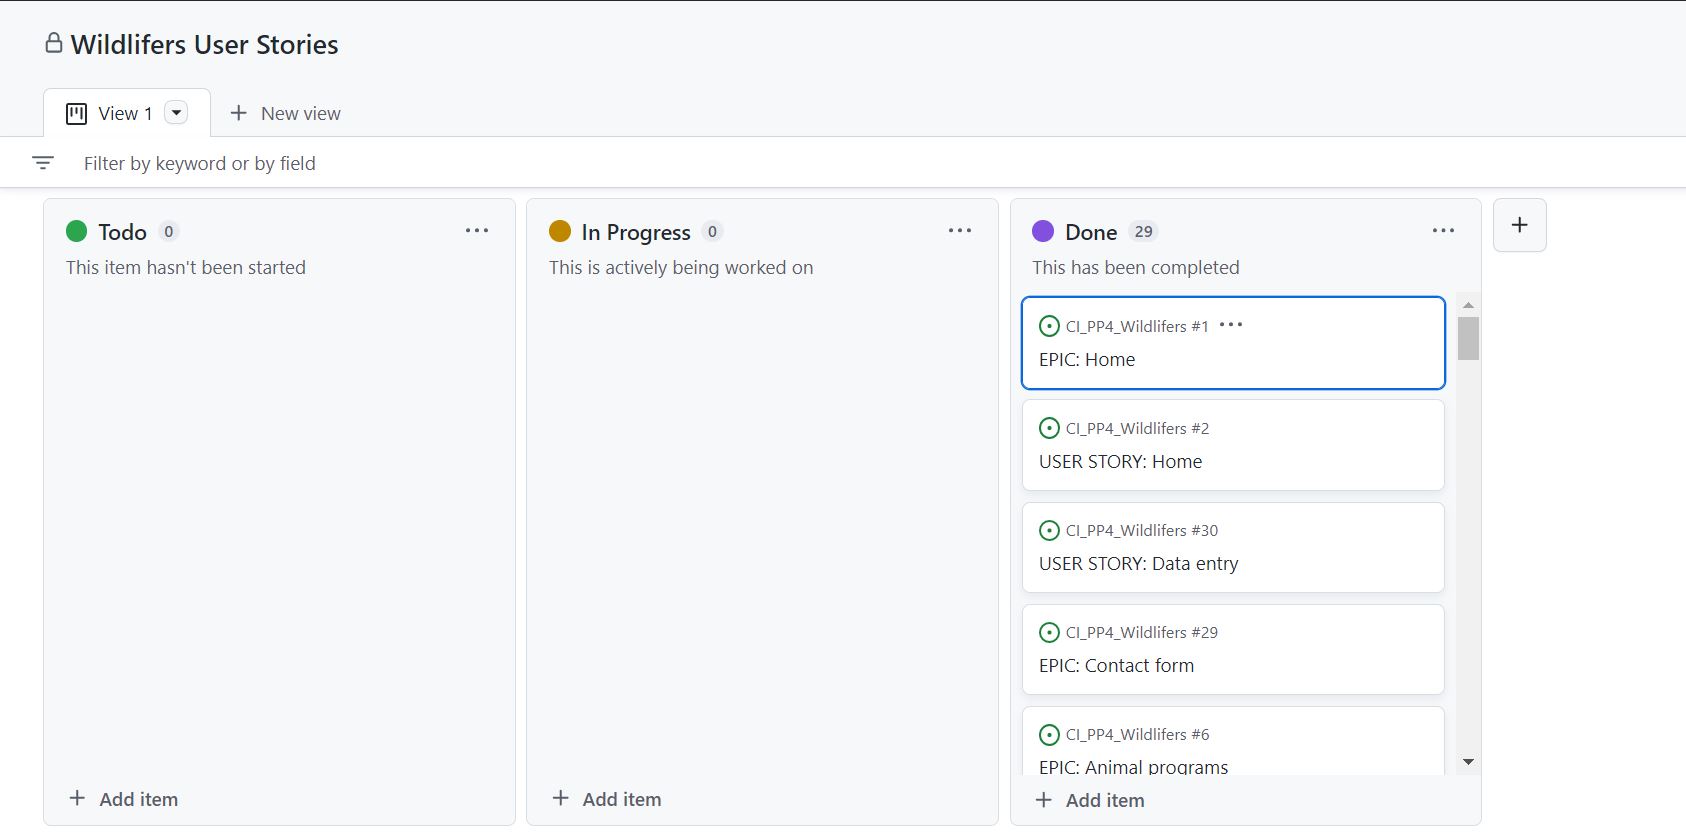 Wildlifers User Stories
View 1
New view
Filter by keyword or by field
Todo 0
This item hasn't been started
Add item
In Progress 0
This is actively being worked on
Add item
Done 29
This has been completed
CI_PP4_Wildlifers #1
EPIC: Home
CI_PP4_Wildlifers #2
USER STORY: Home
CI_PP4_Wildlifers #30
USER STORY: Data entry
CI_PP4_Wildlifers #29
EPIC: Contact form
CI_PP4_Wildlifers #6
EPIC: Animal programs
Add item